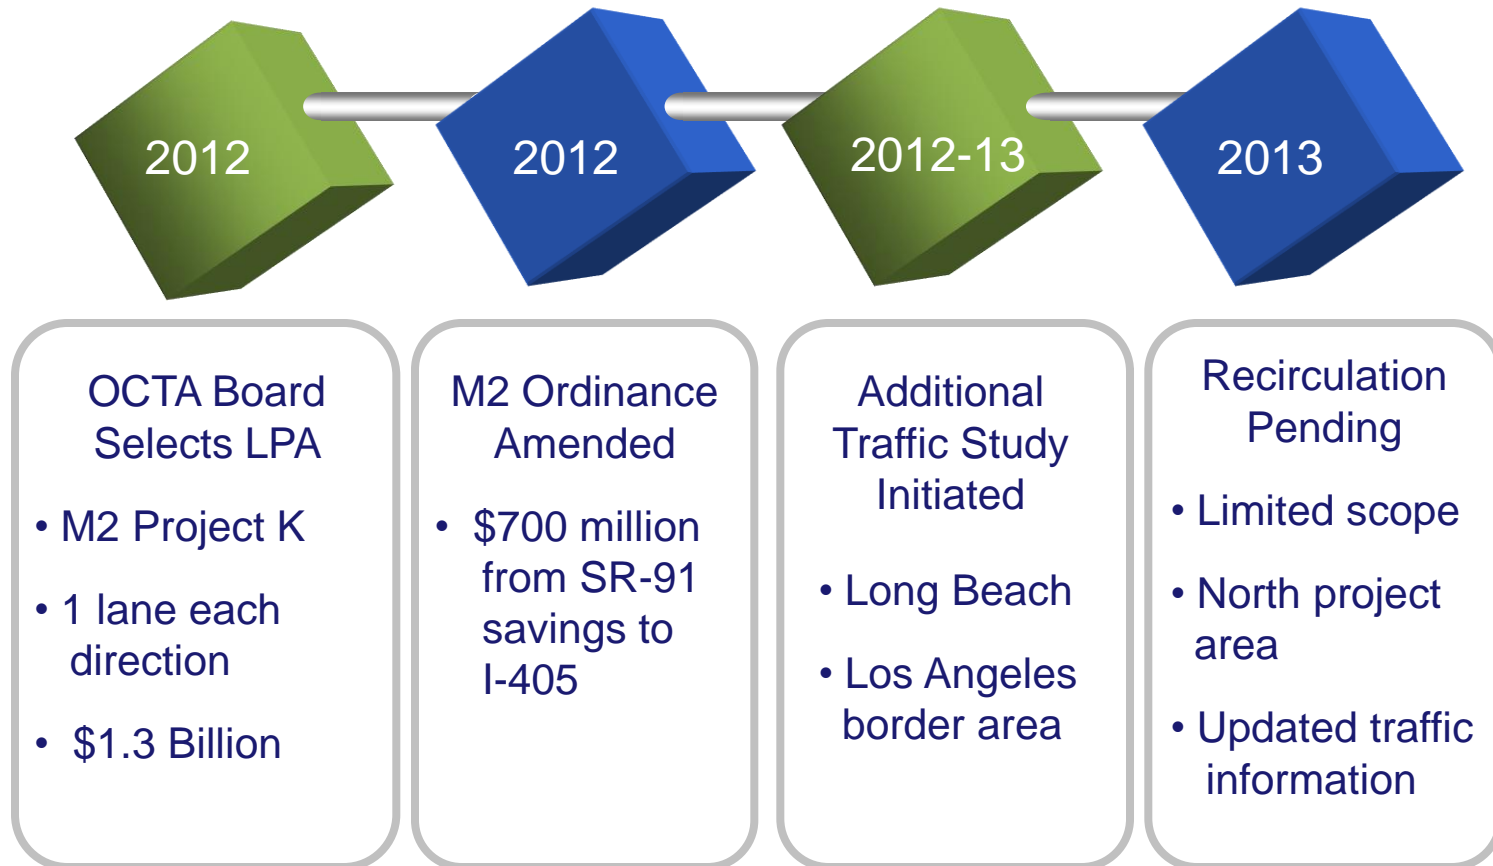 2012
2012
2012-13
2013
OCTA Board
Selects LPA
• M2 Project K
• 1 lane each
direction
• $1.3 Billion
M2 Ordinance
Amended
• $700 million
from SR-91
savings to
I-405
Additional
Traffic Study
Initiated
• Long Beach
• Los Angeles
border area
Recirculation
Pending
• Limited scope
• North project
area
• Updated traffic
information